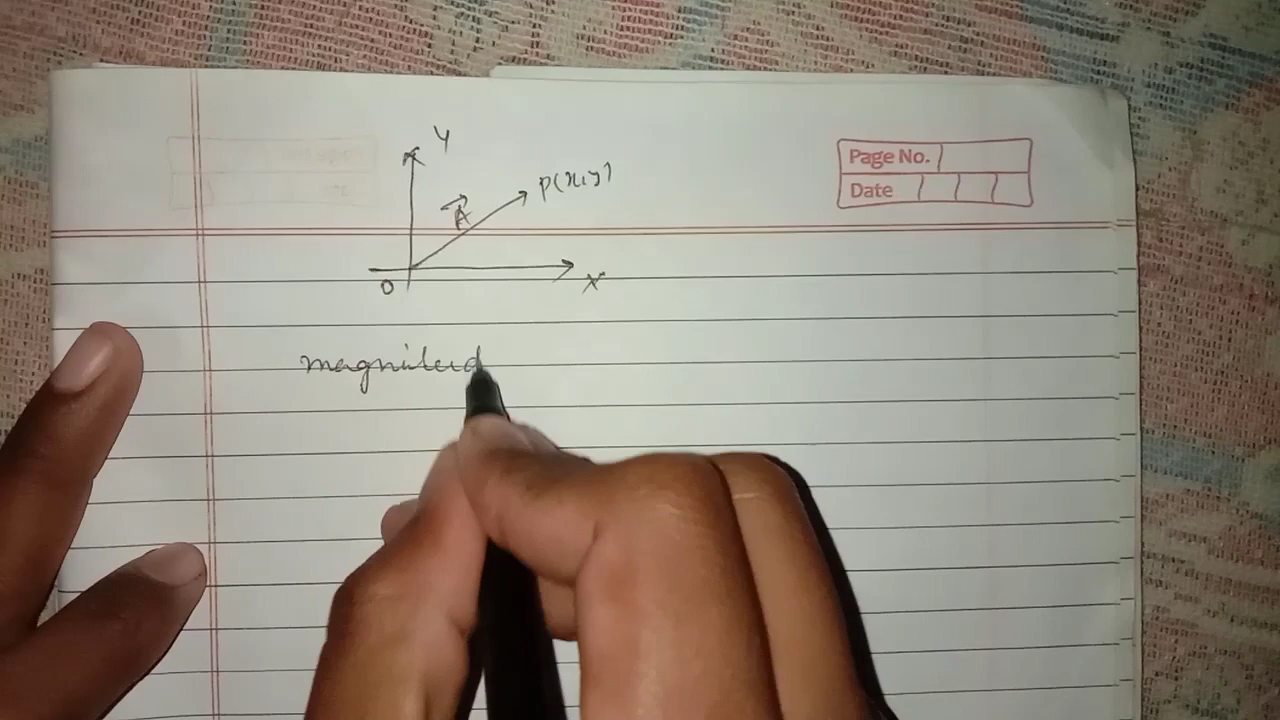 Y
P(x,y)
A
O
X
magnitud
Page No.
Date